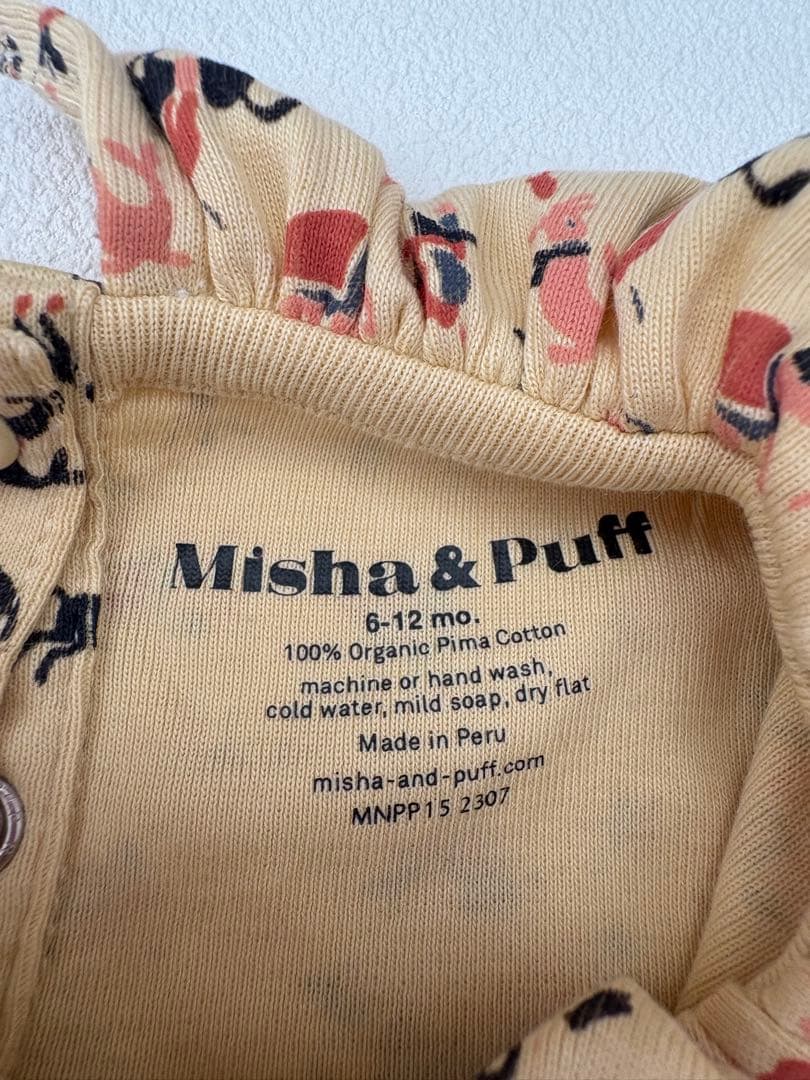 Misha & Puff
6-12 mo.
100% Organic Pima Cotton
machine or hand wash,
cold water, mild soap, dry flat
Made in Peru
misha-and-puff.com
MNPP15 2307